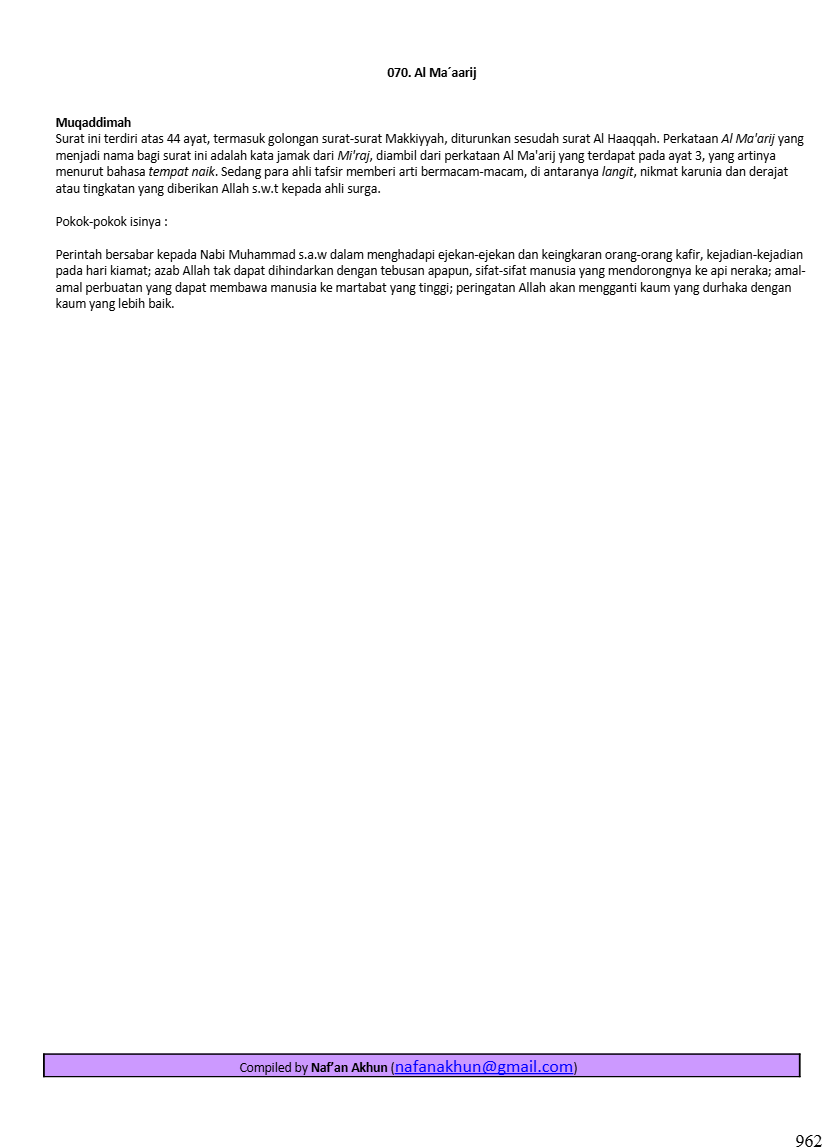 070. Al Ma´aarij
Muqaddimah
Surat ini terdiri atas 44 ayat, termasuk golongan surat-surat Makkiyyah, diturunkan sesudah surat Al Haaqqah. Perkataan Al Ma'arij yang
menjadi nama bagi surat ini adalah kata jamak dari Mi'raj, diambil dari perkataan Al Ma'arij yang terdapat pada ayat 3, yang artinya
menurut bahasa tempat naik. Sedang para ahli tafsir memberi arti bermacam-macam, di antaranya langit, nikmat karunia dan derajat
atau tingkatan yang diberikan Allah s.w.t kepada ahli surga.
Pokok-pokok isinya :
Perintah bersabar kepada Nabi Muhammad s.a.w dalam menghadapi ejekan-ejekan dan keingkaran orang-orang kafir, kejadian-kejadian
pada hari kiamat; azab Allah tak dapat dihindarkan dengan tebusan apapun, sifat-sifat manusia yang mendorongnya ke api neraka; amal-
amal perbuatan yang dapat membawa manusia ke martabat yang tinggi; peringatan Allah akan mengganti kaum yang durhaka dengan
kaum yang lebih baik.
Compiled by Naf’an Akhun (nafanakhun@gmail.com)
962